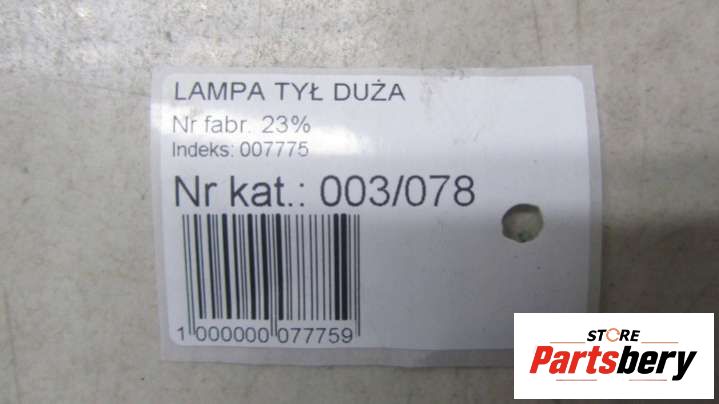 LAMPA TYŁ DUŻA
Nr fabr. 23%
Indeks: 007775
Nr kat.: 003/078
1 000000 077759
STORE
Partsbery